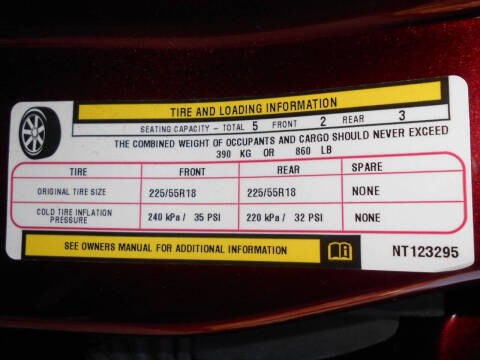 TIRE AND LOADING INFORMATION
SEATING CAPACITY – TOTAL 5 FRONT 2 REAR 3
THE COMBINED WEIGHT OF OCCUPANTS AND CARGO SHOULD NEVER EXCEED
390 KG OR 860 LB
TIRE FRONT REAR SPARE
ORIGINAL TIRE SIZE 225/55R18 225/55R18 NONE
COLD TIRE INFLATION
PRESSURE 240 kPa / 35 PSI 220 kPa / 32 PSI NONE
SEE OWNERS MANUAL FOR ADDITIONAL INFORMATION NT123295